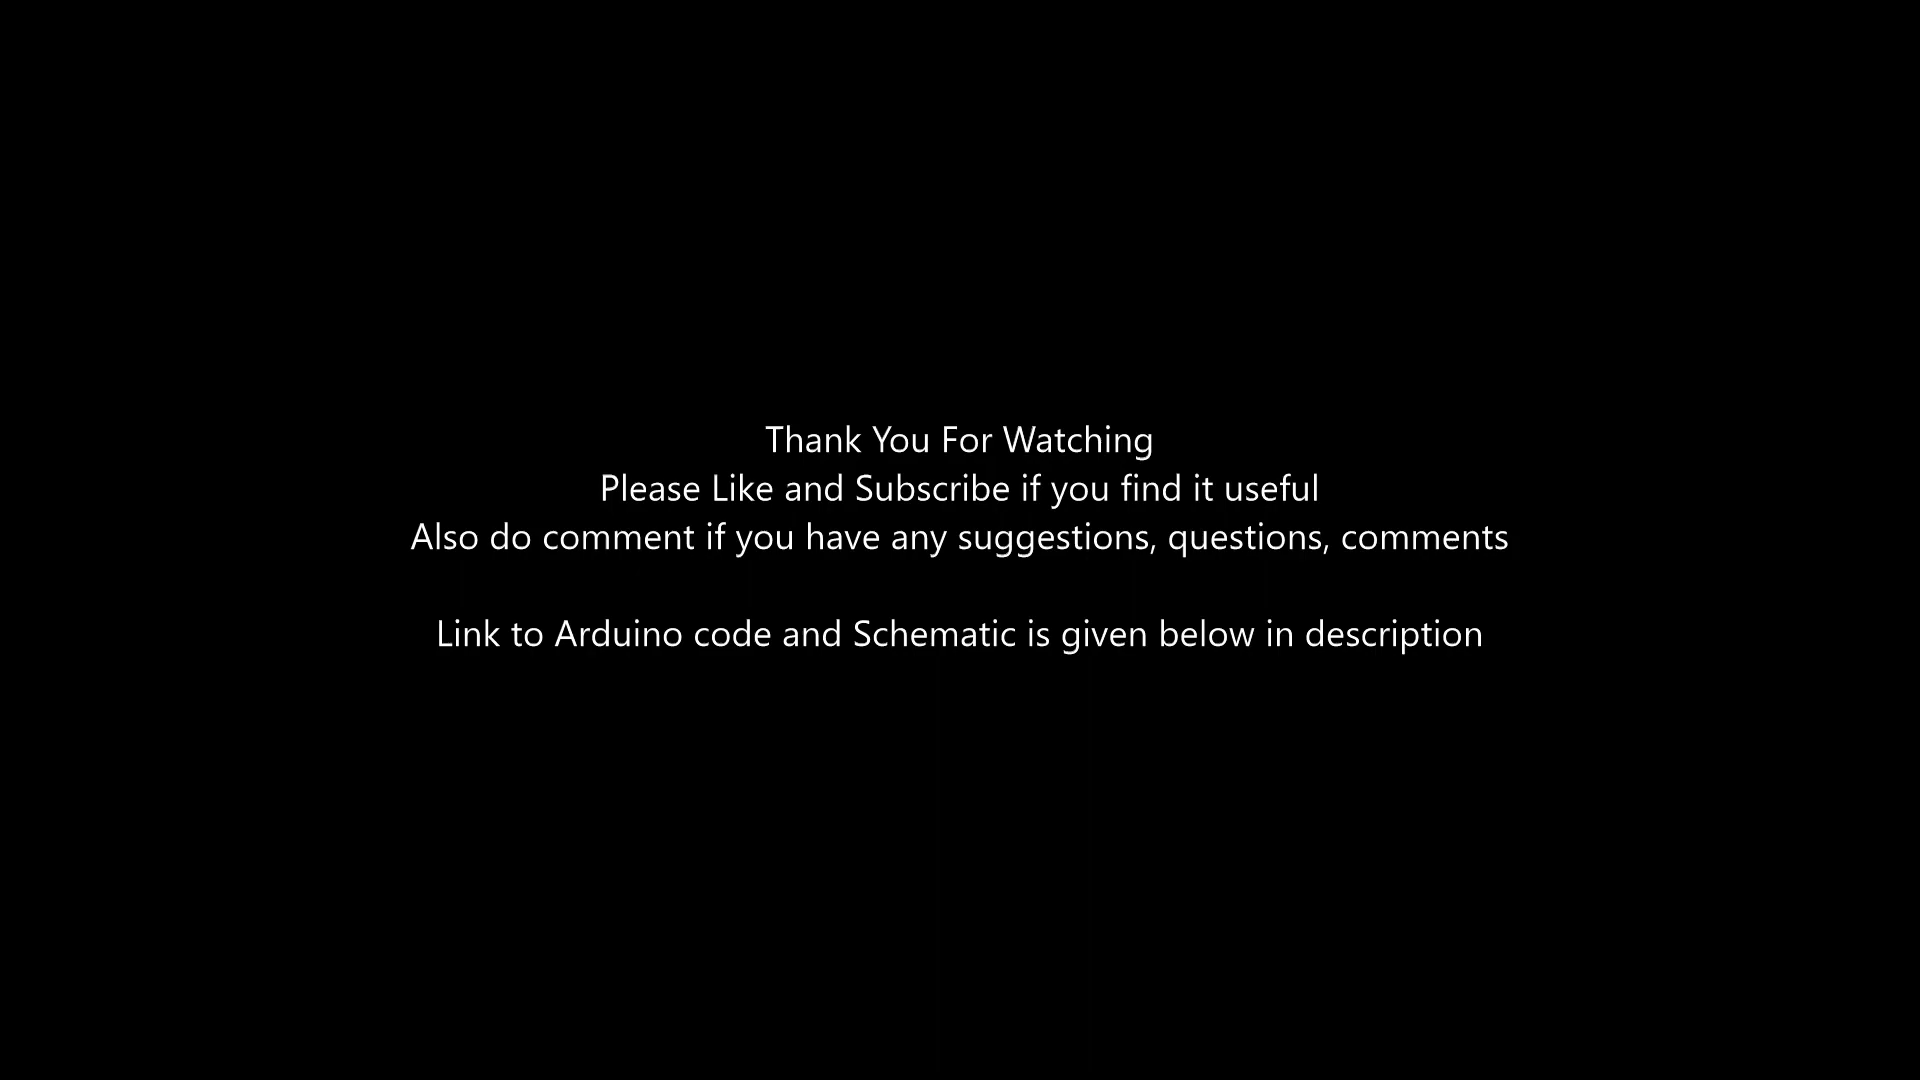 Thank You For Watching
Please Like and Subscribe if you find it useful
Also do comment if you have any suggestions, questions, comments
Link to Arduino code and Schematic is given below in description